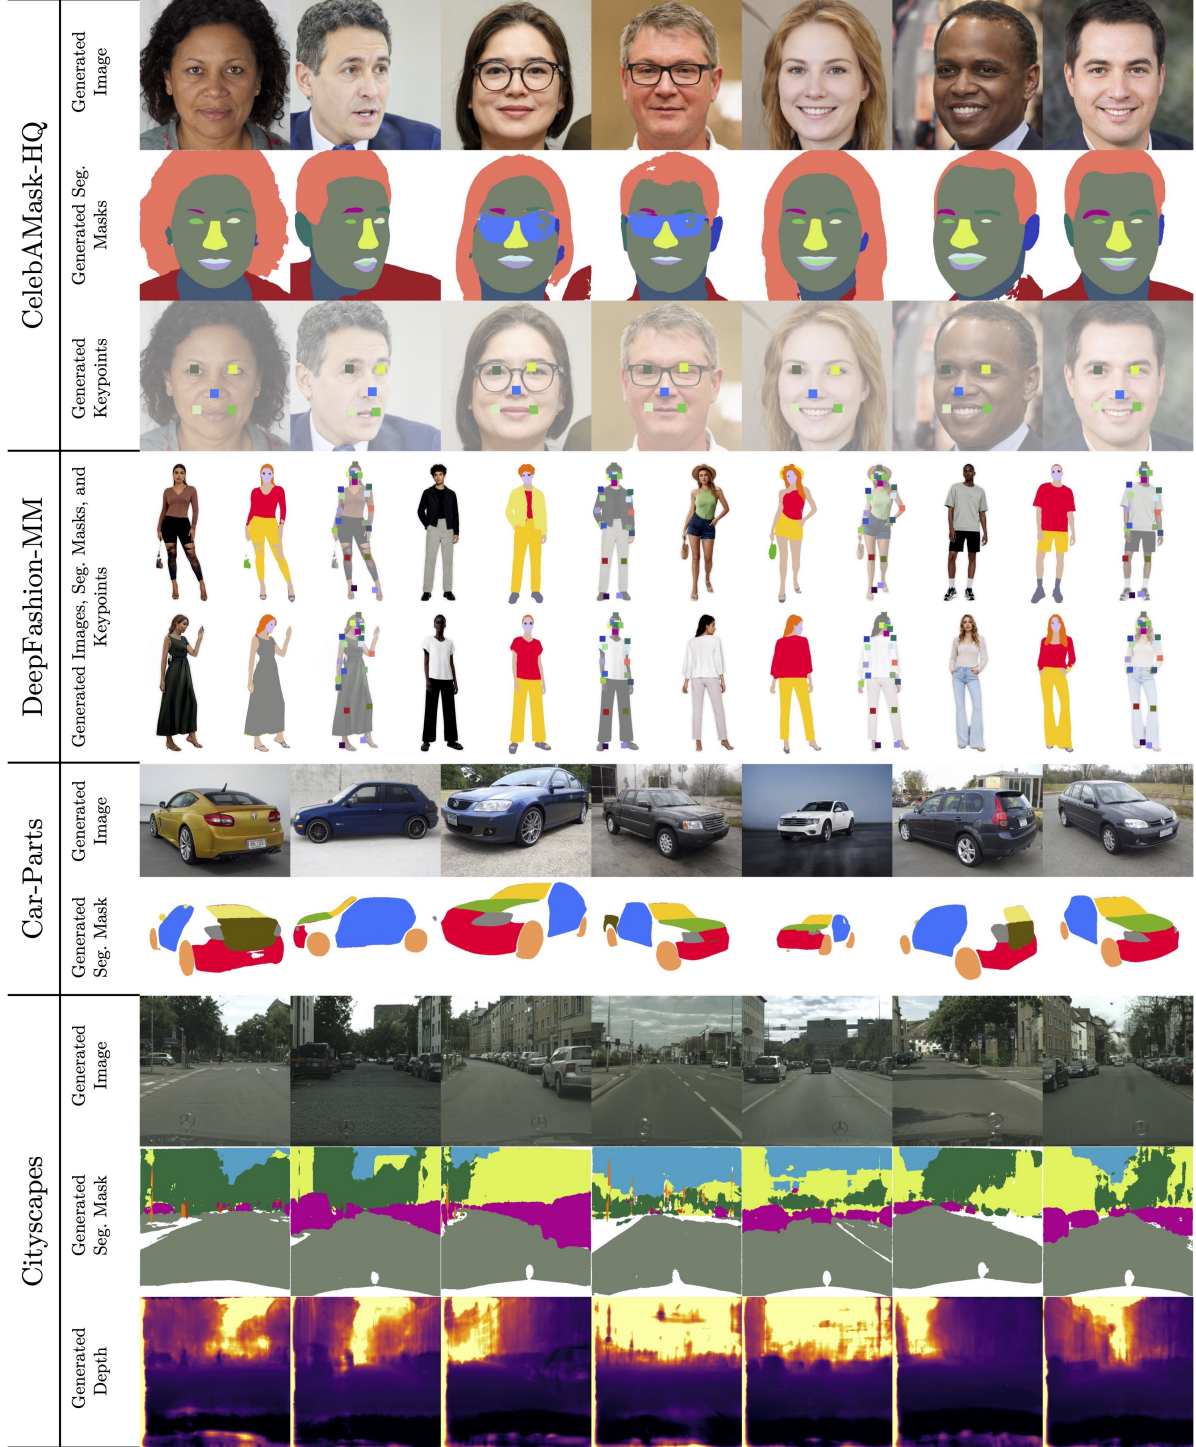 CelebAMask-HQ
Generated
Image
Generated Seg.
Masks
Generated
Keypoints
DeepFashion-MM
Generated Images, Seg. Masks, and
Keypoints
Car-Parts
Generated
Image
Generated
Seg. Mask
Cityscapes
Generated
Image
Generated
Seg. Mask
Generated
Depth